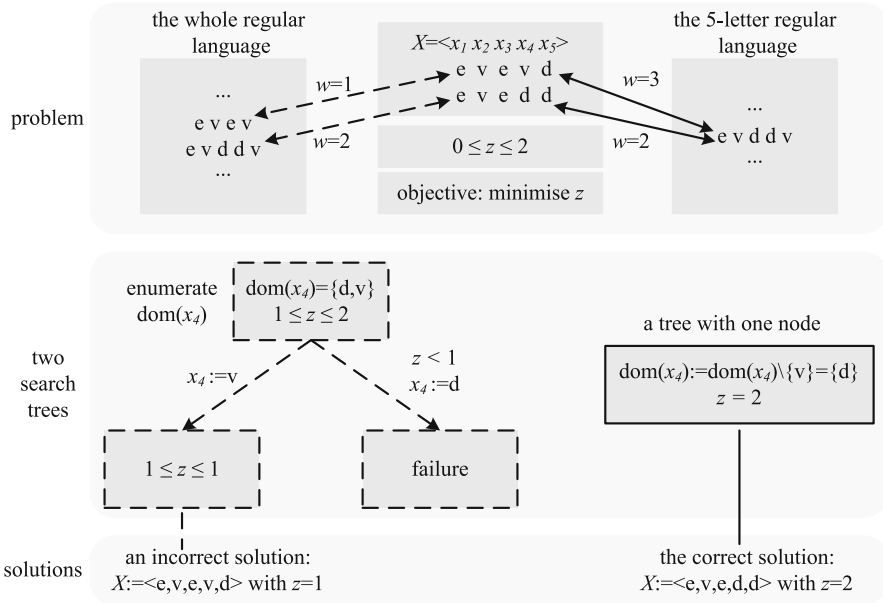 the whole regular
language
X=<x1 x2 x3 x4 x5>
the 5-letter regular
language
problem
...
e v e v
e v d d v
...
w=1
w=2
e v e v d
e v e d d
0 ≤ z ≤ 2
objective: minimise z
w=3
w=2
...
e v d d v
...
two
search
trees
enumerate
dom(x4)
dom(x4)={d,v}
1 ≤ z ≤ 2
x4:=v
z < 1
x4:=d
1 ≤ z ≤ 1
failure
a tree with one node
dom(x4):=dom(x4)\{v}={d}
z = 2
solutions
an incorrect solution:
X:=<e,v,e,v,d> with z=1
the correct solution:
X:=<e,v,e,d,d> with z=2